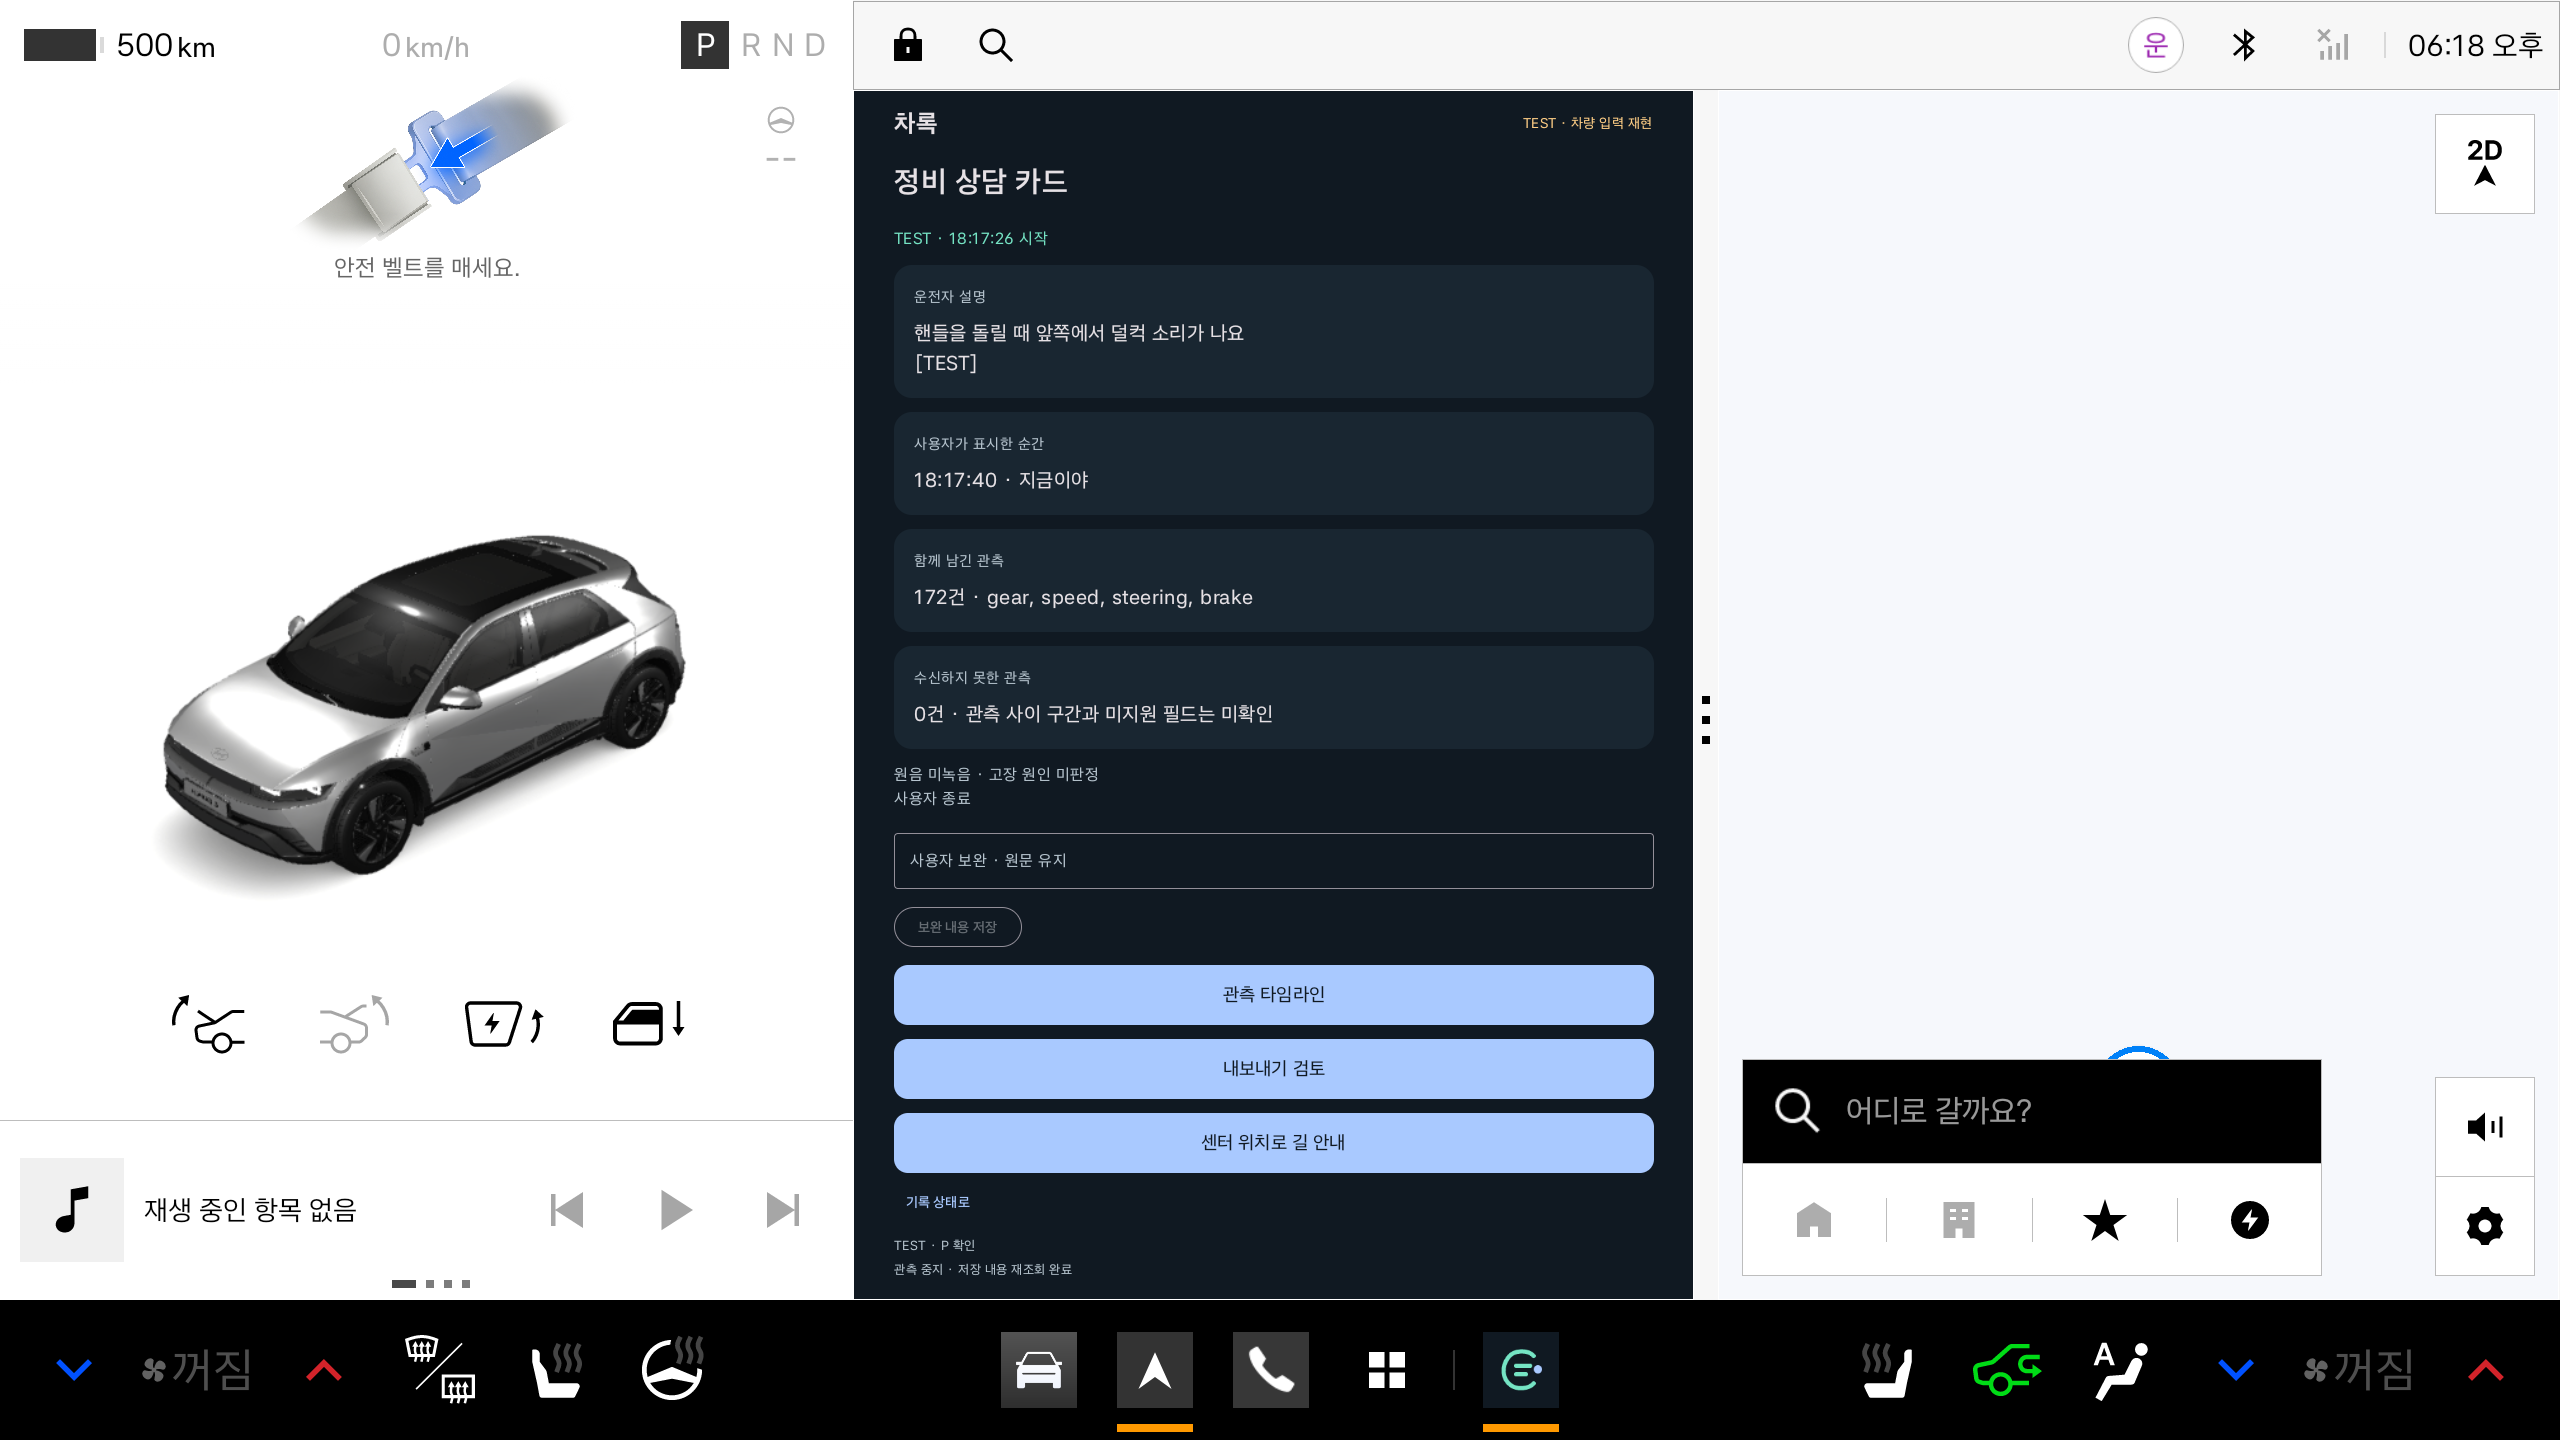 500 km
0 km/h
P R N D
안전 벨트를 매세요.
재생 중인 항목 없음
운
06:18 오후
차록
TEST · 차량 입력 재현
정비 상담 카드
TEST · 18:17:26 시작
운전자 설명
핸들을 돌릴 때 앞쪽에서 덜컥 소리가 나요
[TEST]
사용자가 표시한 순간
18:17:40 · 지금이야
함께 남긴 관측
172건 · gear, speed, steering, brake
수신하지 못한 관측
0건 · 관측 사이 구간과 미지원 필드는 미확인
원음 미녹음 · 고장 원인 미판정
사용자 종료
사용자 보완 · 원문 유지
보완 내용 저장
관측 타임라인
내보내기 검토
센터 위치로 길 안내
기록 상태로
TEST · P 확인
관측 중지 · 저장 내용 재조회 완료
2D
어디로 갈까요?
꺼짐
A
꺼짐